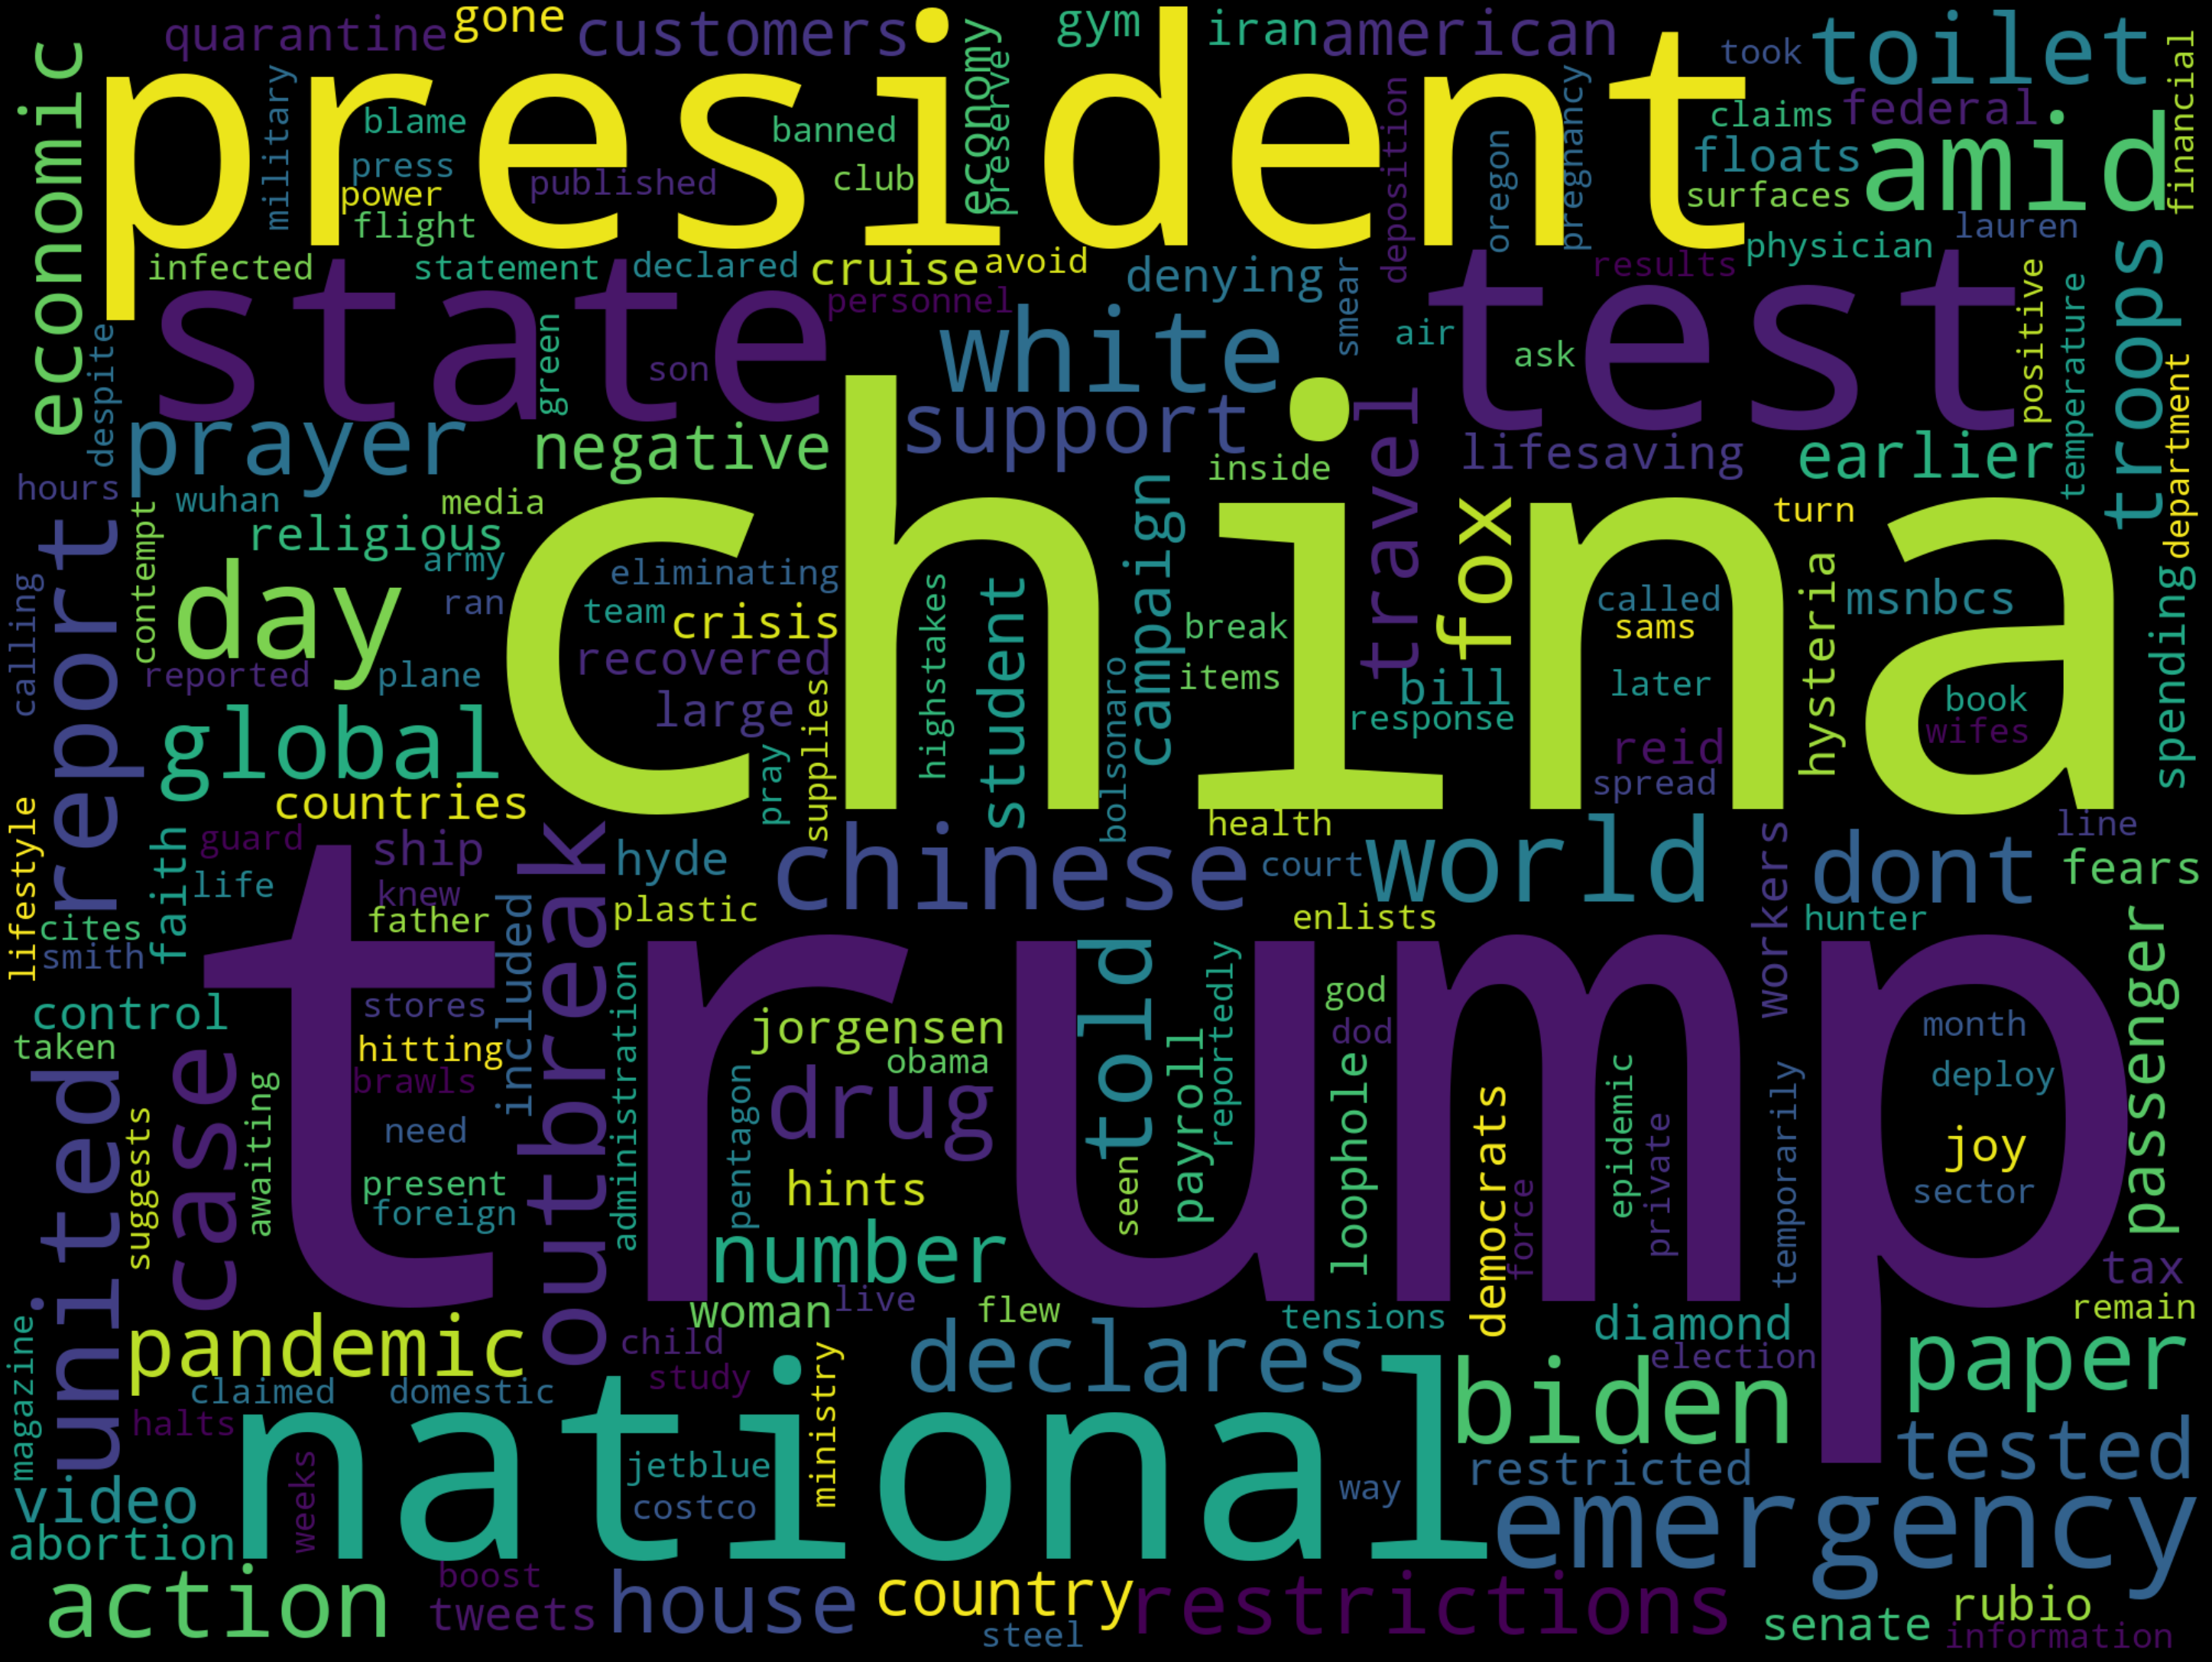 quarantine
gone
customers
gym
iran
american
took
toilet
financial
economic
president
military
blame
press
power
flight
published
banned
club
economy
preserve
deposition
oregon
pregnancy
claims
federal
floats
surfaces
amid
lauren
physician
infected
statement
declared
cruise
avoid
personnel
denying
smear
results
state
test
white
air
ask
positive
temperature
troops
department
despite
green
son
prayer
negative
support
travel
lifesaving
earlier
hours
wuhan
media
inside
turn
report
contempt
religious
army
day
ran
eliminating
team
crisis
recovered
large
china
highstakes
student
campaign
break
items
fox
called
sams
later
hysteria
msnbcs
book
wifes
spending
calling
reported
plane
global
countries
pray
supplies
bolsonaro
bill
response
reid
spread
health
lifestyle
guard
faith
life
ship
knew
father
outbreak
hyde
plastic
chinese
court
world
workers
dont
line
fears
cites
smith
enlists
hunter
control
taken
stores
hitting
brawls
included
administration
trump
jorgensen
obama
drug
told
reportedly
god
dod
month
deploy
passenger
united
case
suggests
awaiting
need
present
foreign
pentagon
hints
seen
payroll
loophole
democrats
force
epidemic
private
temporarily
joy
sector
number
woman
live
flew
tensions
diamond
tax
remain
magazine
pandemic
child
study
declares
election
biden
paper
claimed
domestic
halts
ministry
national
weeks
jetblue
costco
way
restricted
tested
video
abortion
emergency
action
boost
tweets
house
country
steel
restrictions
senate
rubio
information